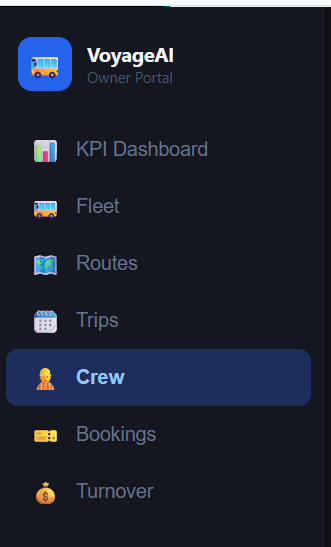 VoyageAI
Owner Portal
KPI Dashboard
Fleet
Routes
Trips
Crew
Bookings
Turnover